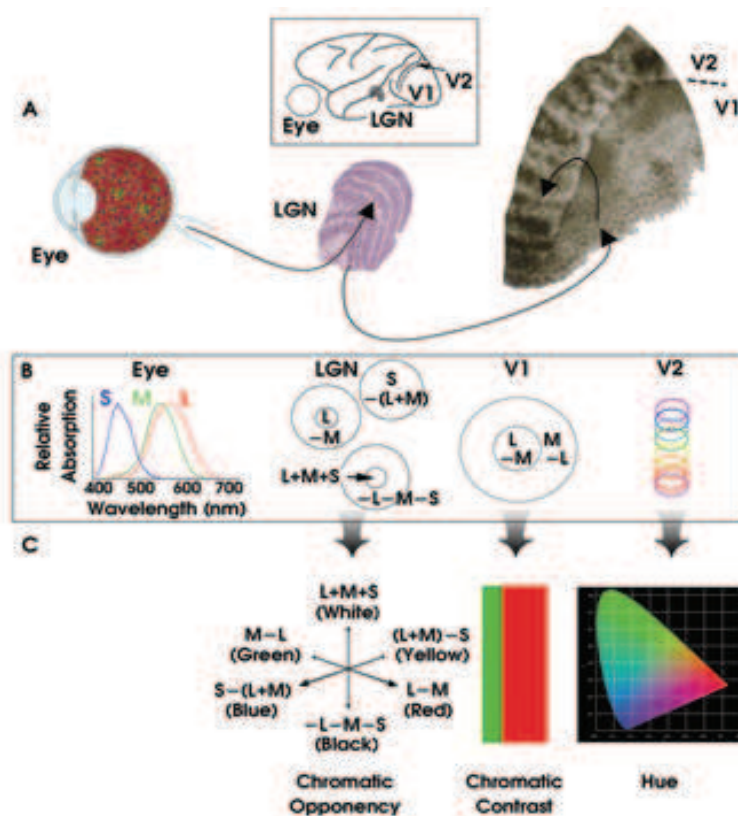 A
Eye
LGN
V1
V2
V2
V1
Eye
LGN
B
Eye
LGN
V1
V2
S M L
Relative
Absorption
400 500 600 700
Wavelength (nm)
S
–(L+M)
L
–M
L+M+S
–L–M–S
L
–M
M
–L
C
L+M+S
(White)
M–L
(Green)
(L+M)–S
(Yellow)
S–(L+M)
(Blue)
L–M
(Red)
–L–M–S
(Black)
Chromatic
Opponency
Chromatic
Contrast
Hue